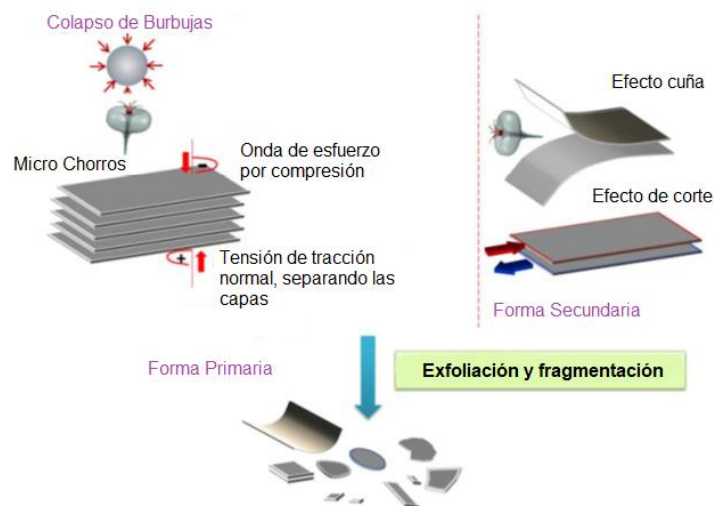 Colapso de Burbujas
Micro Chorros
Onda de esfuerzo
por compresión
-
+
Tensión de tracción
normal, separando las
capas
Forma Primaria
Efecto cuña
Efecto de corte
Forma Secundaria
Exfoliación y fragmentación